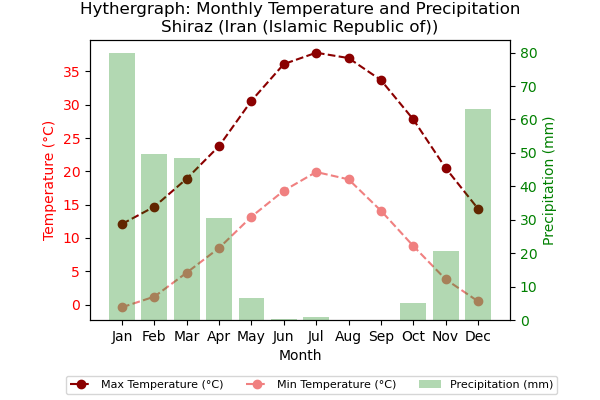 Hythergraph: Monthly Temperature and Precipitation
Shiraz (Iran (Islamic Republic of))
Temperature (°C)
35
30
25
20
15
10
5
0
80
70
60
50
40
30
20
10
0
Precipitation (mm)
Jan Feb Mar Apr May Jun Jul Aug Sep Oct Nov Dec
Month
Max Temperature (°C) Min Temperature (°C) Precipitation (mm)